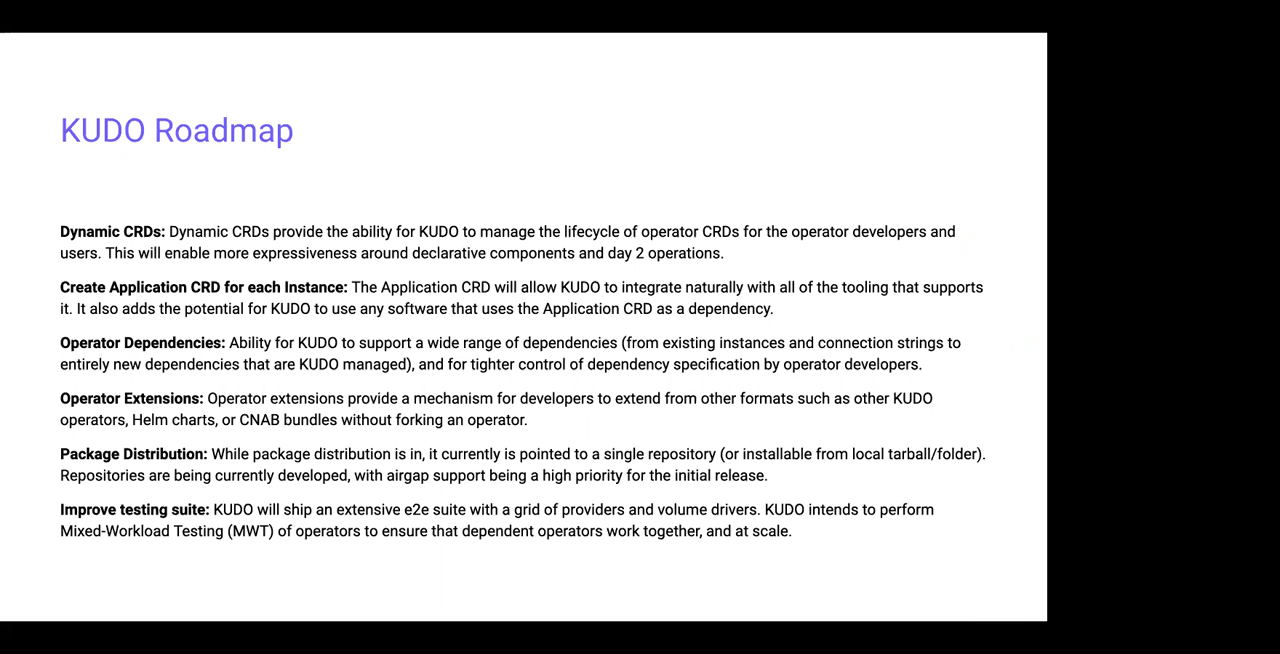 KUDO Roadmap
Dynamic CRDs: Dynamic CRDs provide the ability for KUDO to manage the lifecycle of operator CRDs for the operator developers and
users. This will enable more expressiveness around declarative components and day 2 operations.
Create Application CRD for each Instance: The Application CRD will allow KUDO to integrate naturally with all of the tooling that supports
it. It also adds the potential for KUDO to use any software that uses the Application CRD as a dependency.
Operator Dependencies: Ability for KUDO to support a wide range of dependencies (from existing instances and connection strings to
entirely new dependencies that are KUDO managed), and for tighter control of dependency specification by operator developers.
Operator Extensions: Operator extensions provide a mechanism for developers to extend from other formats such as other KUDO
operators, Helm charts, or CNAB bundles without forking an operator.
Package Distribution: While package distribution is in, it currently is pointed to a single repository (or installable from local tarball/folder).
Repositories are being currently developed, with airgap support being a high priority for the initial release.
Improve testing suite: KUDO will ship an extensive e2e suite with a grid of providers and volume drivers. KUDO intends to perform
Mixed-Workload Testing (MWT) of operators to ensure that dependent operators work together, and at scale.